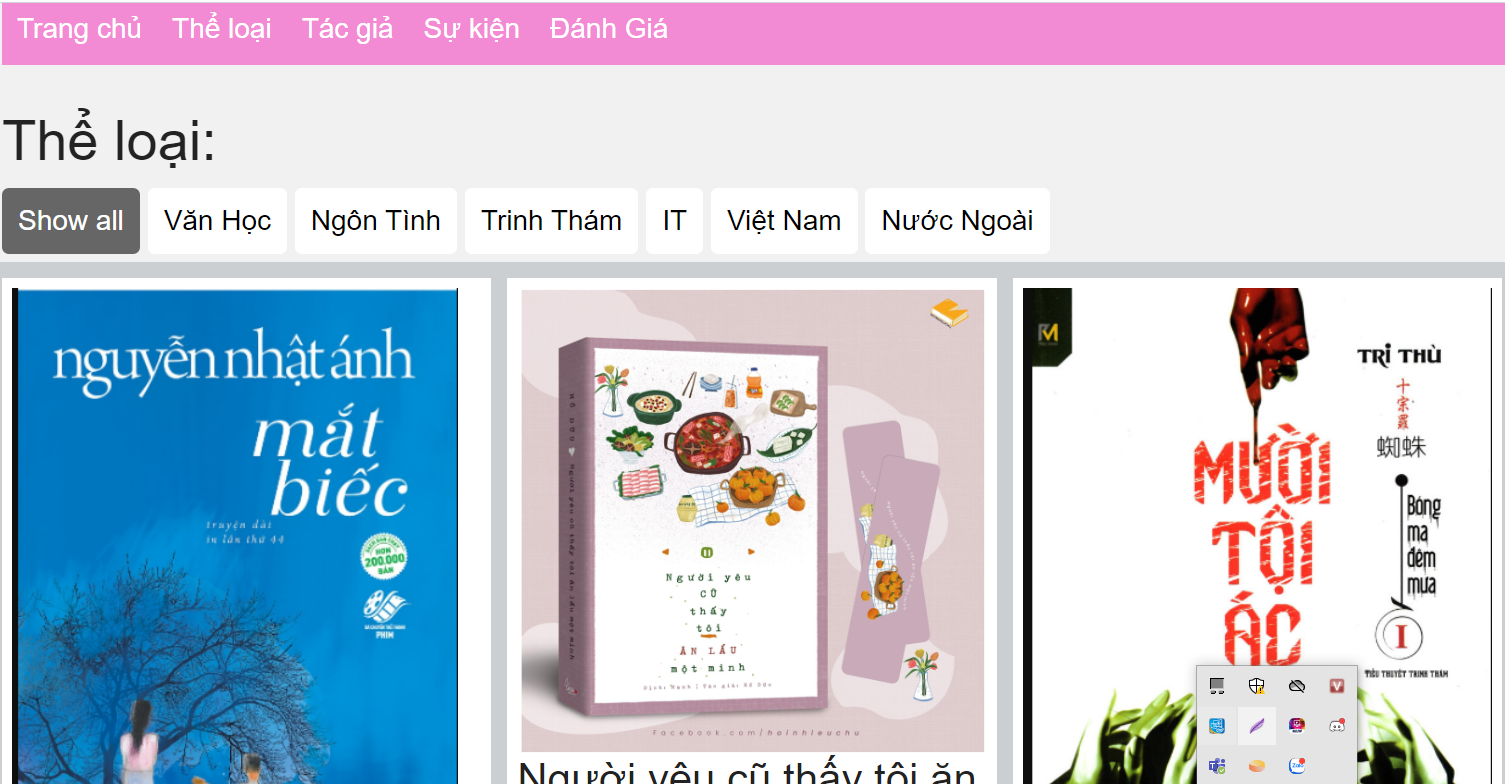 Trang chủ Thể loại Tác giả Sự kiện Đánh Giá
Thể loại:
Show all Văn Học Ngôn Tình Trinh Thám IT Việt Nam Nước Ngoài
nguyễn nhật ánh
mắt
biếc
truyện dài
in lần thứ 44
HƠN
200.000
BẢN
PHIM
Người yêu
cũ
thấy
tôi
ĂN LẨU
một mình
Facebook.com/hoinhieuchu
Người yêu cũ thấy tôi ăn
TRI THÙ
十宗罪
蜘蛛
MƯỜI
TỘI
ÁC
Bóng
ma
đêm
mưa
I
TIỂU THUYẾT TRINH THÁM
Zalo